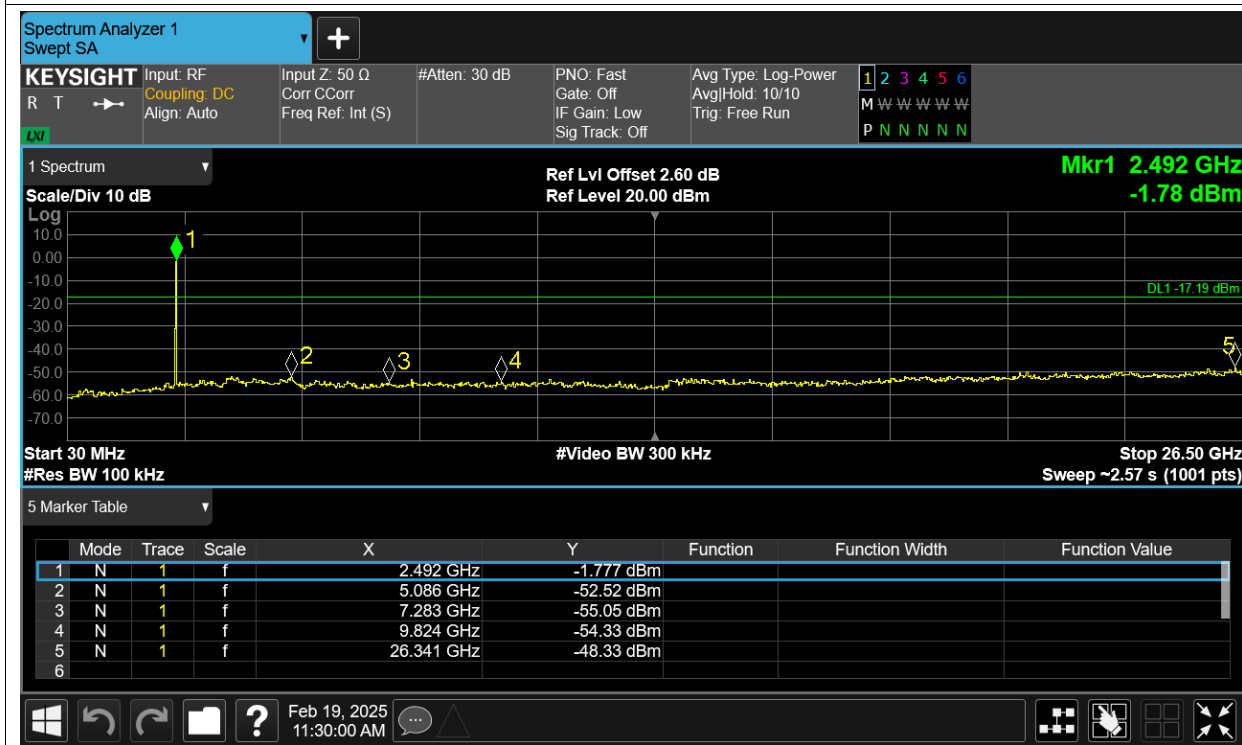 Spectrum Analyzer 1
Swept SA
+
KEYSIGHT
R T
LXI
Input: RF
Coupling: DC
Align: Auto
Input Z: 50 Ω
Corr CCorr
Freq Ref: Int (S)
#Atten: 30 dB
PNO: Fast
Gate: Off
IF Gain: Low
Sig Track: Off
Avg Type: Log-Power
Avg|Hold: 10/10
Trig: Free Run
1 2 3 4 5 6
M W W W W W
P N N N N N
1 Spectrum
Scale/Div 10 dB
Ref Lvl Offset 2.60 dB
Ref Level 20.00 dBm
Mkr1 2.492 GHz
-1.78 dBm
Log
10.0
0.00
-10.0
-20.0
-30.0
-40.0
-50.0
-60.0
-70.0
1
2
3
4
5
DL1 -17.19 dBm
Start 30 MHz
#Res BW 100 kHz
#Video BW 300 kHz
Stop 26.50 GHz
Sweep ~2.57 s (1001 pts)
5 Marker Table
Mode Trace Scale X Y Function Function Width Function Value
1 N 1 f 2.492 GHz -1.777 dBm
2 N 1 f 5.086 GHz -52.52 dBm
3 N 1 f 7.283 GHz -55.05 dBm
4 N 1 f 9.824 GHz -54.33 dBm
5 N 1 f 26.341 GHz -48.33 dBm
6
?
Feb 19, 2025
11:30:00 AM